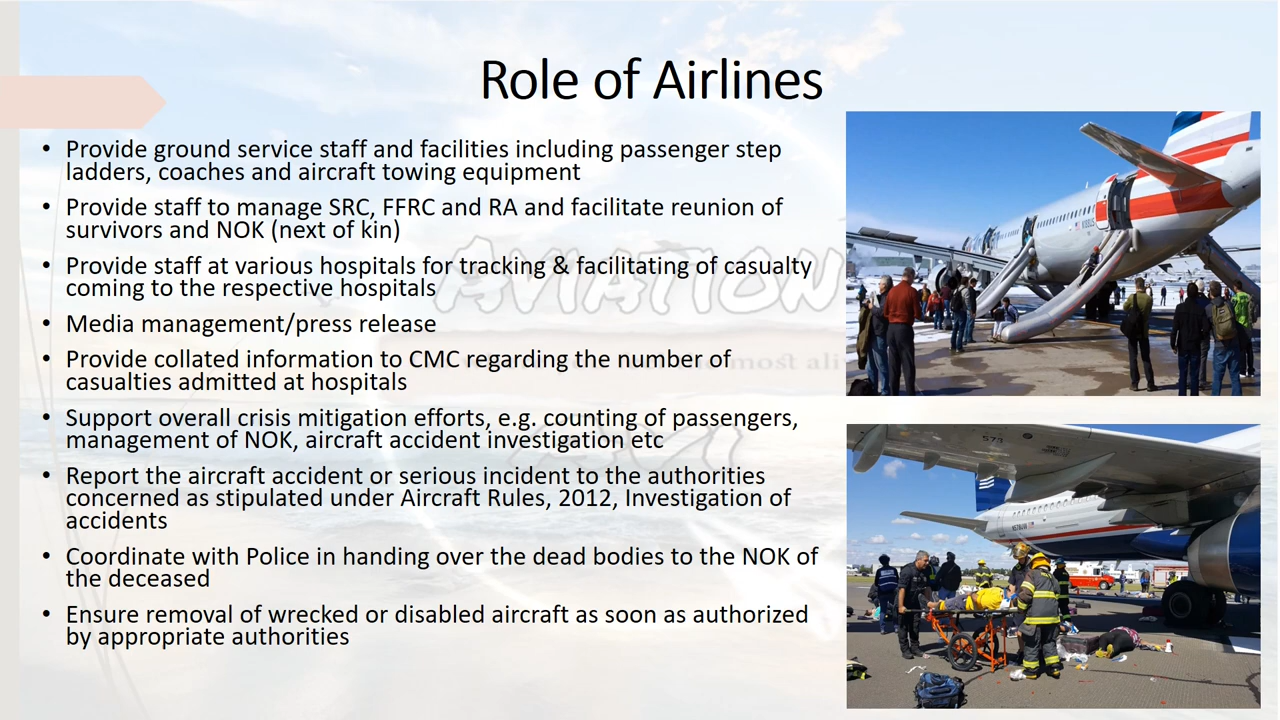 Role of Airlines
• Provide ground service staff and facilities including passenger step
ladders, coaches and aircraft towing equipment
• Provide staff to manage SRC, FFRC and RA and facilitate reunion of
survivors and NOK (next of kin)
• Provide staff at various hospitals for tracking & facilitating of casualty
coming to the respective hospitals
• Media management/press release
• Provide collated information to CMC regarding the number of
casualties admitted at hospitals
• Support overall crisis mitigation efforts, e.g. counting of passengers,
management of NOK, aircraft accident investigation etc
• Report the aircraft accident or serious incident to the authorities
concerned as stipulated under Aircraft Rules, 2012, Investigation of
accidents
• Coordinate with Police in handing over the dead bodies to the NOK of
the deceased
• Ensure removal of wrecked or disabled aircraft as soon as authorized
by appropriate authorities
AVIATION
most
573